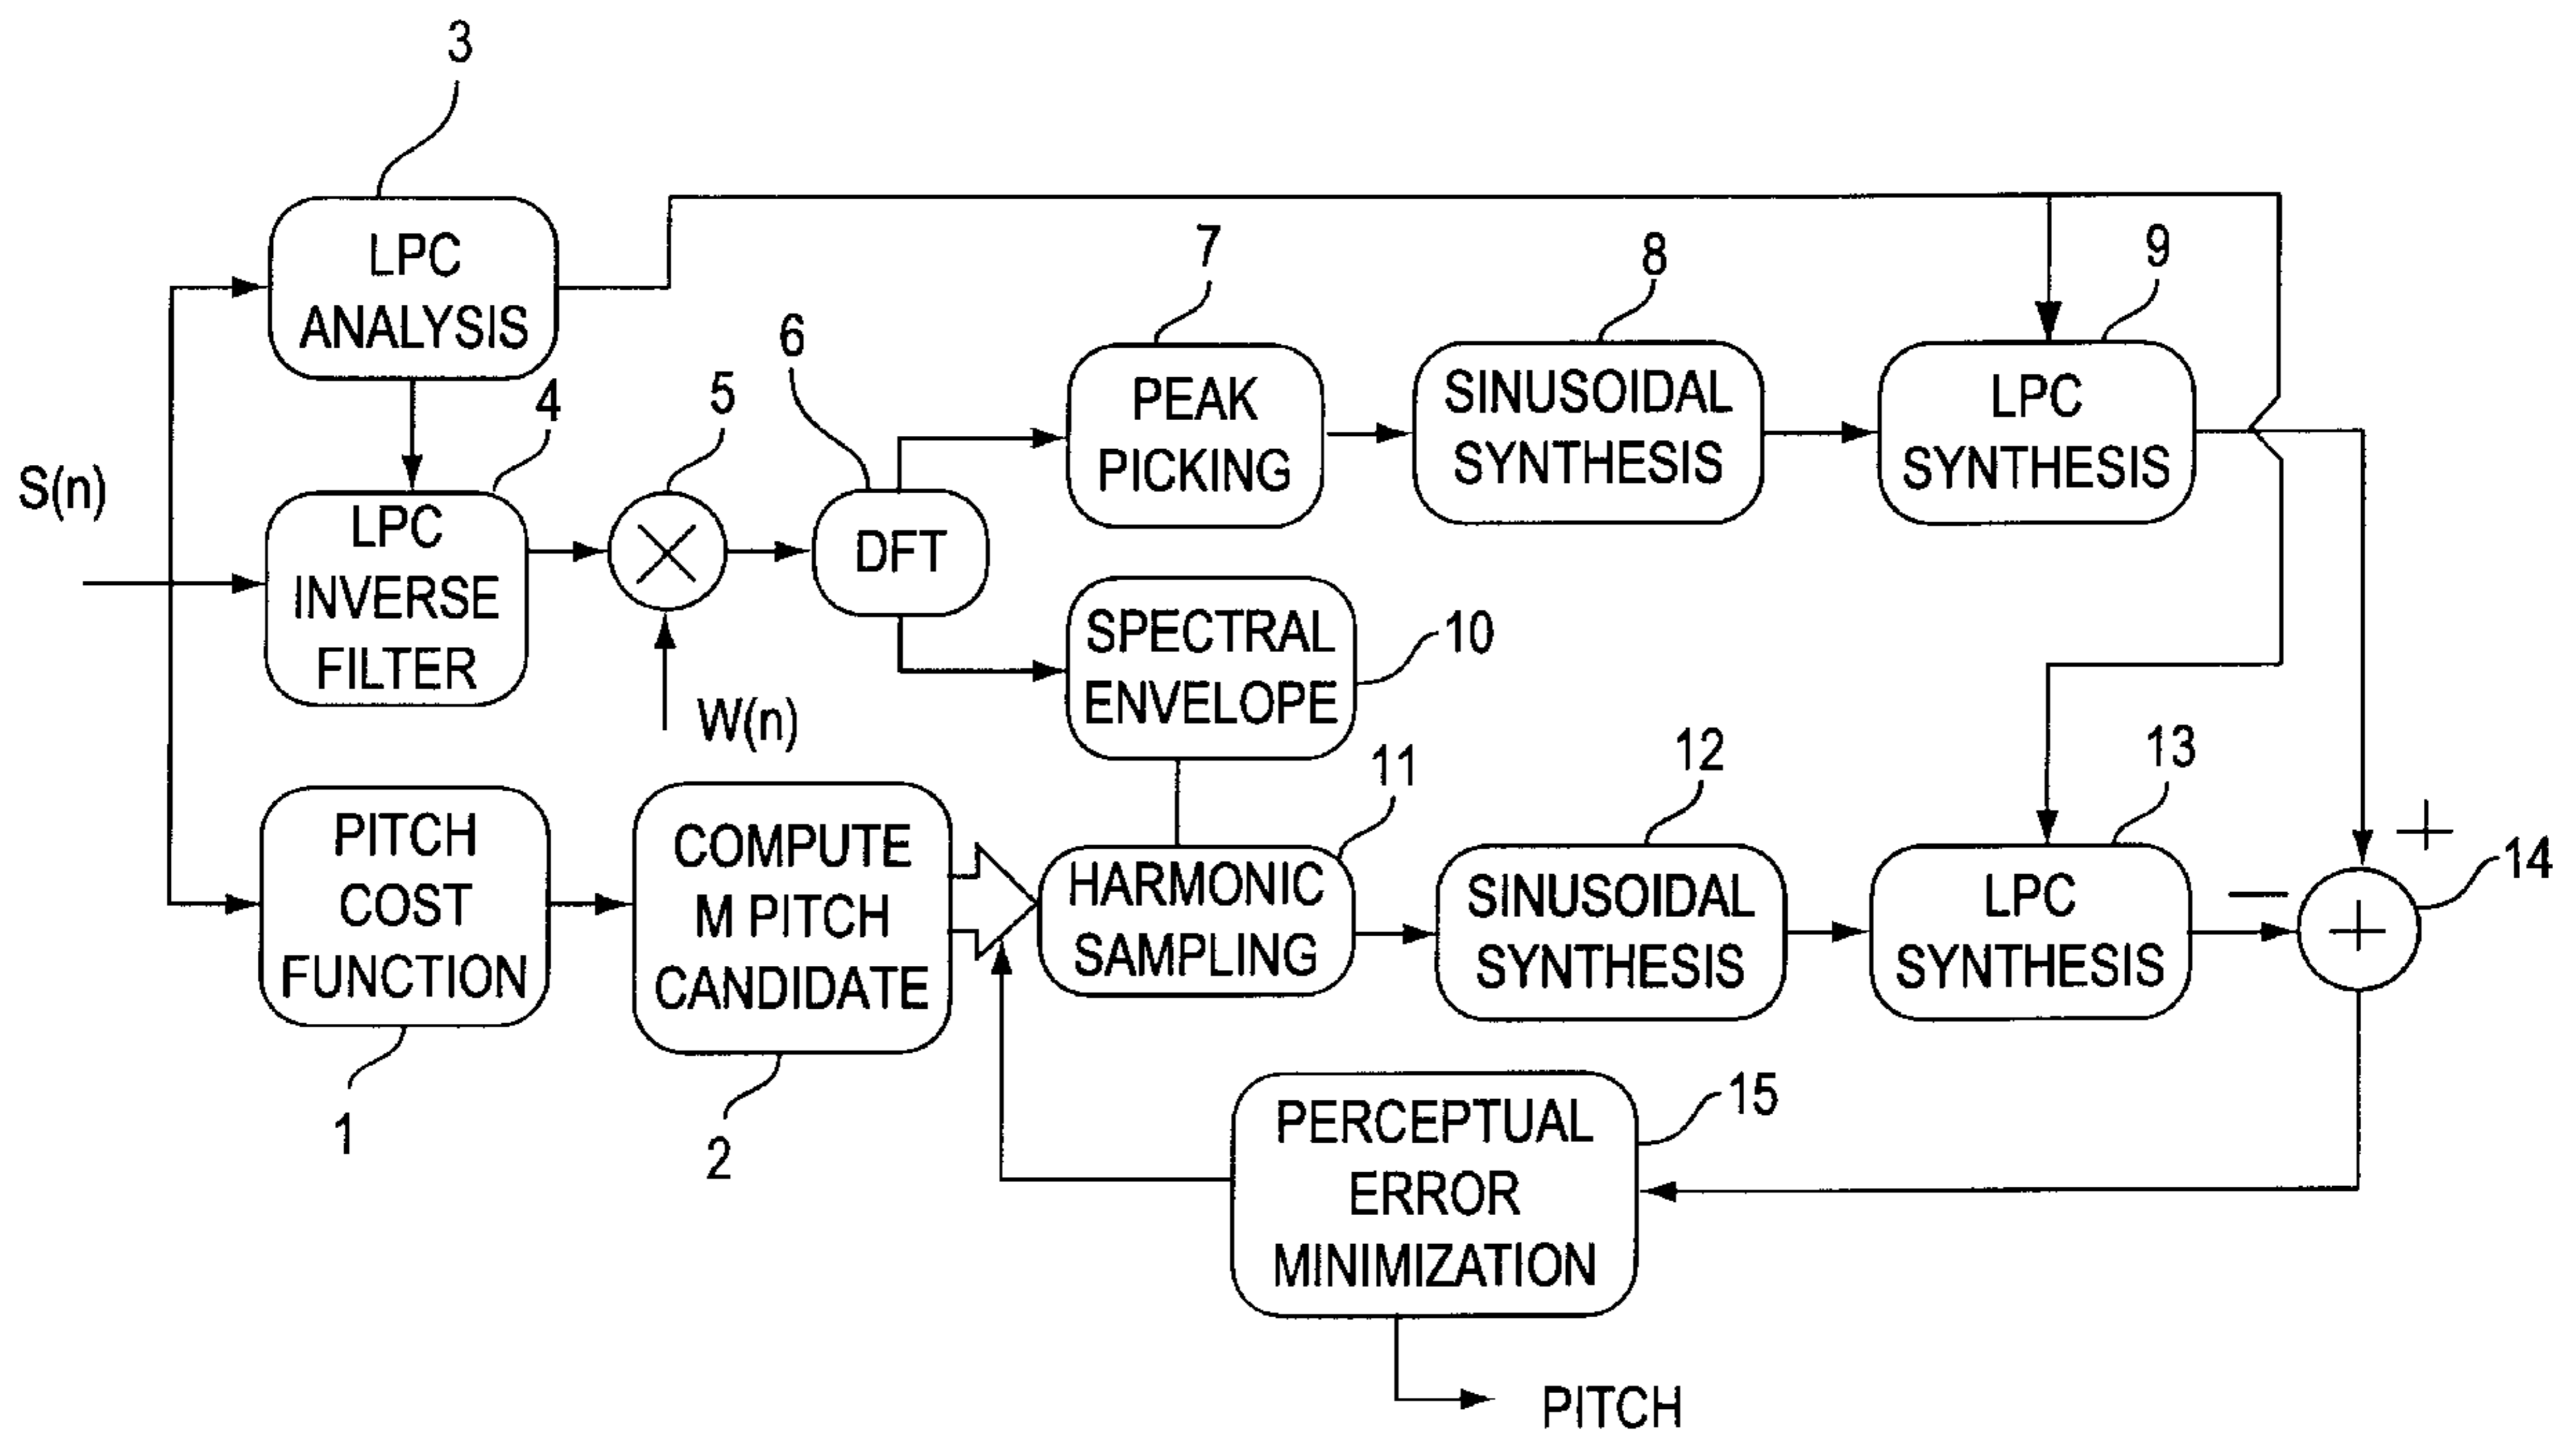 3
LPC
ANALYSIS
S(n)
4
LPC
INVERSE
FILTER
5
W(n)
6
DFT
7
PEAK
PICKING
8
SINUSOIDAL
SYNTHESIS
9
LPC
SYNTHESIS
SPECTRAL
ENVELOPE
10
PITCH
COST
FUNCTION
1
COMPUTE
M PITCH
CANDIDATE
2
11
HARMONIC
SAMPLING
12
SINUSOIDAL
SYNTHESIS
13
LPC
SYNTHESIS
+
−
+
14
PERCEPTUAL
ERROR
MINIMIZATION
15
PITCH